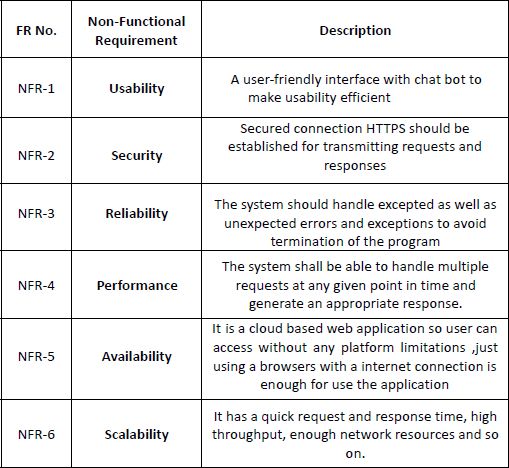 FR No.
Non-Functional
Requirement
Description
NFR-1
Usability
A user-friendly interface with chat bot to
make usability efficient
NFR-2
Security
Secured connection HTTPS should be
established for transmitting requests and
responses
NFR-3
Reliability
The system should handle excepted as well as
unexpected errors and exceptions to avoid
termination of the program
NFR-4
Performance
The system shall be able to handle multiple
requests at any given point in time and
generate an appropriate response.
NFR-5
Availability
It is a cloud based web application so user can
access without any platform limitations ,just
using a browsers with a internet connection is
enough for use the application
NFR-6
Scalability
It has a quick request and response time, high
throughput, enough network resources and so
on.